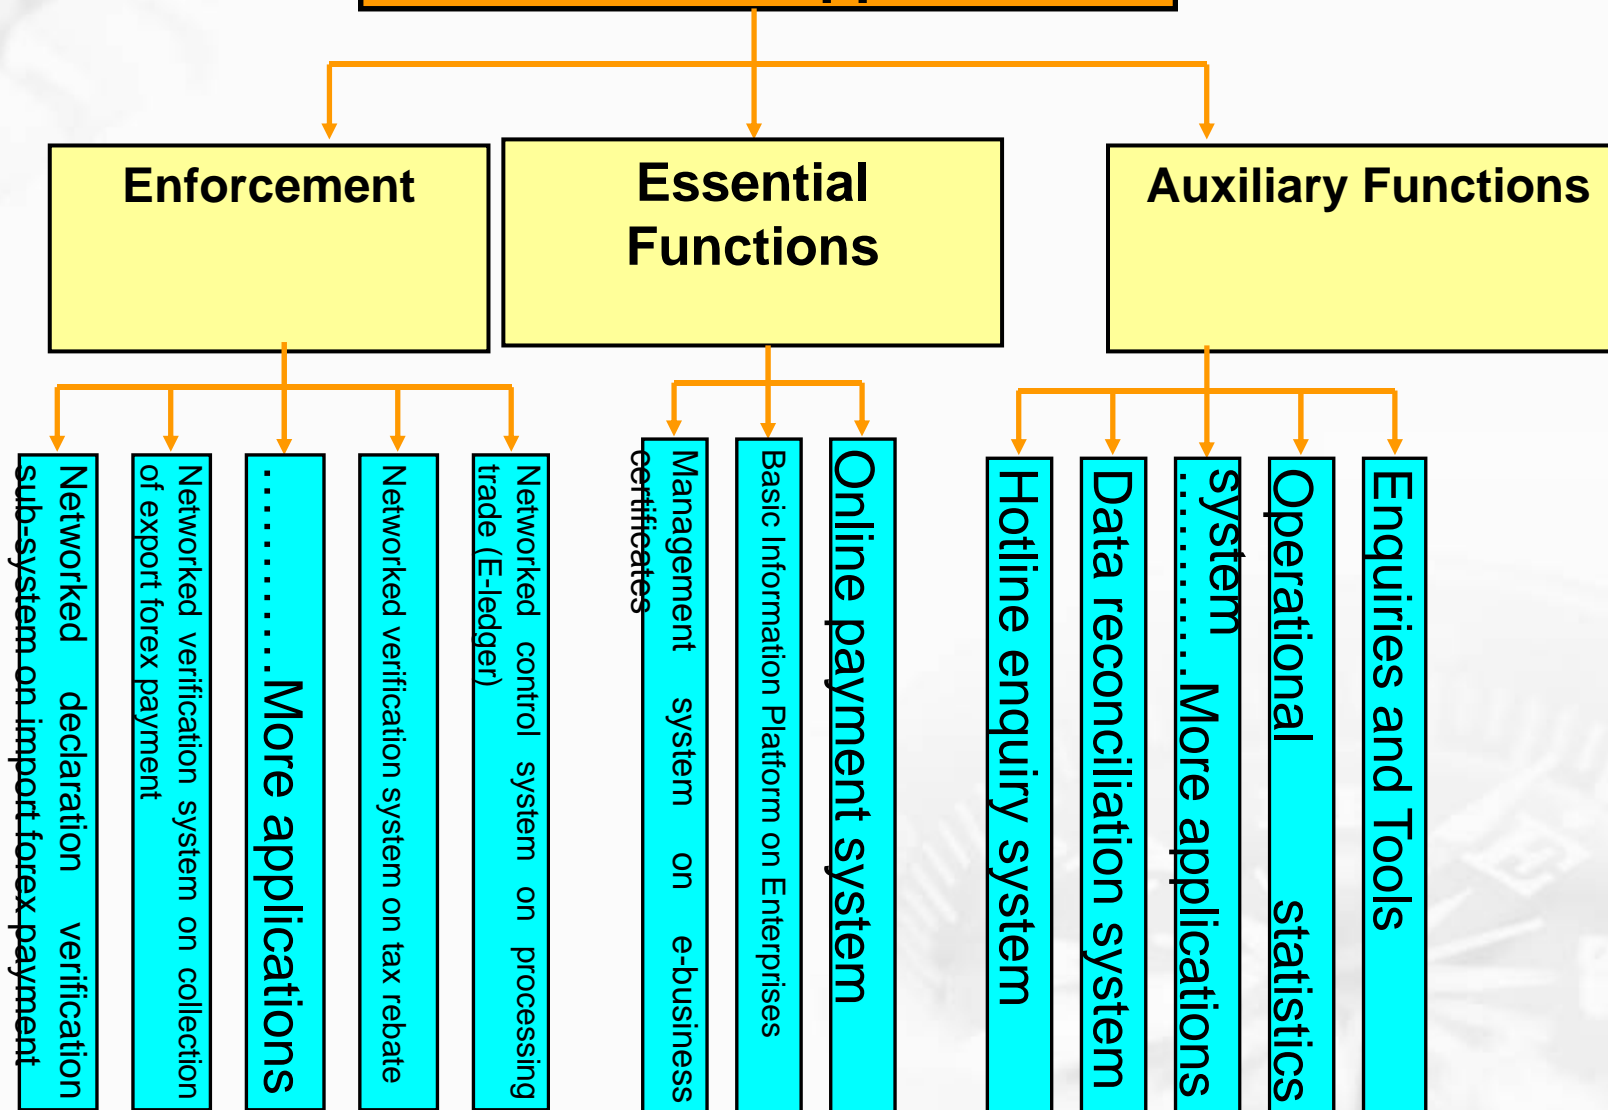 Enforcement
Essential
Functions
Auxiliary Functions
Networked declaration verification
sub-system on import forex payment
Networked verification system on collection
of export forex payment
…………More applications
Networked verification system on tax rebate
Networked control system on processing
trade (E-ledger)
Management system on e-business
certificates
Basic Information Platform on Enterprises
Online payment system
Hotline enquiry system
Data reconciliation system
…………More applications
Operational statistics
system
Enquiries and Tools